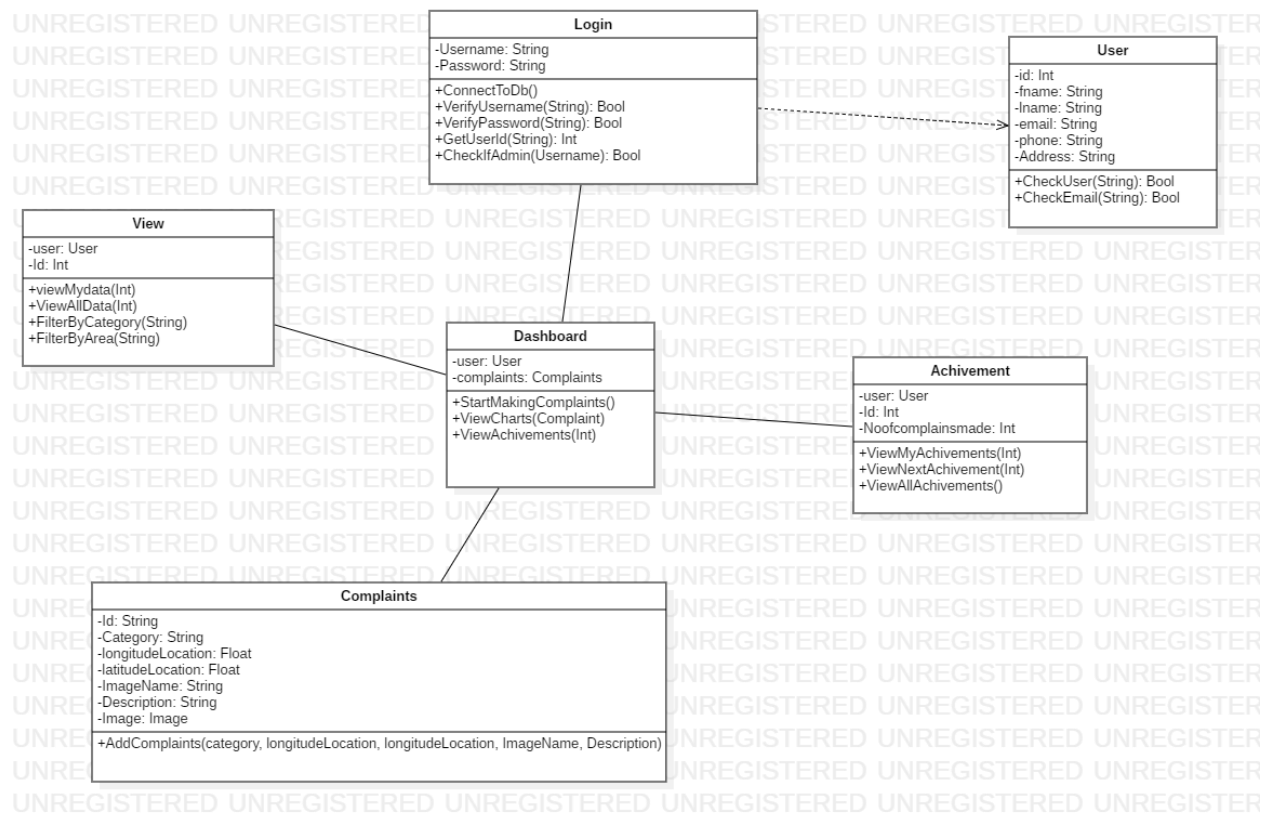 Login
-Username: String
-Password: String
+ConnectToDb()
+VerifyUsername(String): Bool
+VerifyPassword(String): Bool
+GetUserId(String): Int
+CheckIfAdmin(Username): Bool
User
-id: Int
-fname: String
-lname: String
-email: String
-phone: String
-Address: String
+CheckUser(String): Bool
+CheckEmail(String): Bool
View
-user: User
-Id: Int
+viewMydata(Int)
+ViewAllData(Int)
+FilterByCategory(String)
+FilterByArea(String)
Dashboard
-user: User
-complaints: Complaints
+StartMakingComplaints()
+ViewCharts(Complaint)
+ViewAchivements(Int)
Achivement
-user: User
-Id: Int
-Noofcomplainsmade: Int
+ViewMyAchivements(Int)
+ViewNextAchivement(Int)
+ViewAllAchivements()
Complaints
-Id: String
-Category: String
-longitudeLocation: Float
-latitudeLocation: Float
-ImageName: String
-Description: String
-Image: Image
+AddComplaints(category, longitudeLocation, longitudeLocation, ImageName, Description)
UNREGISTERED